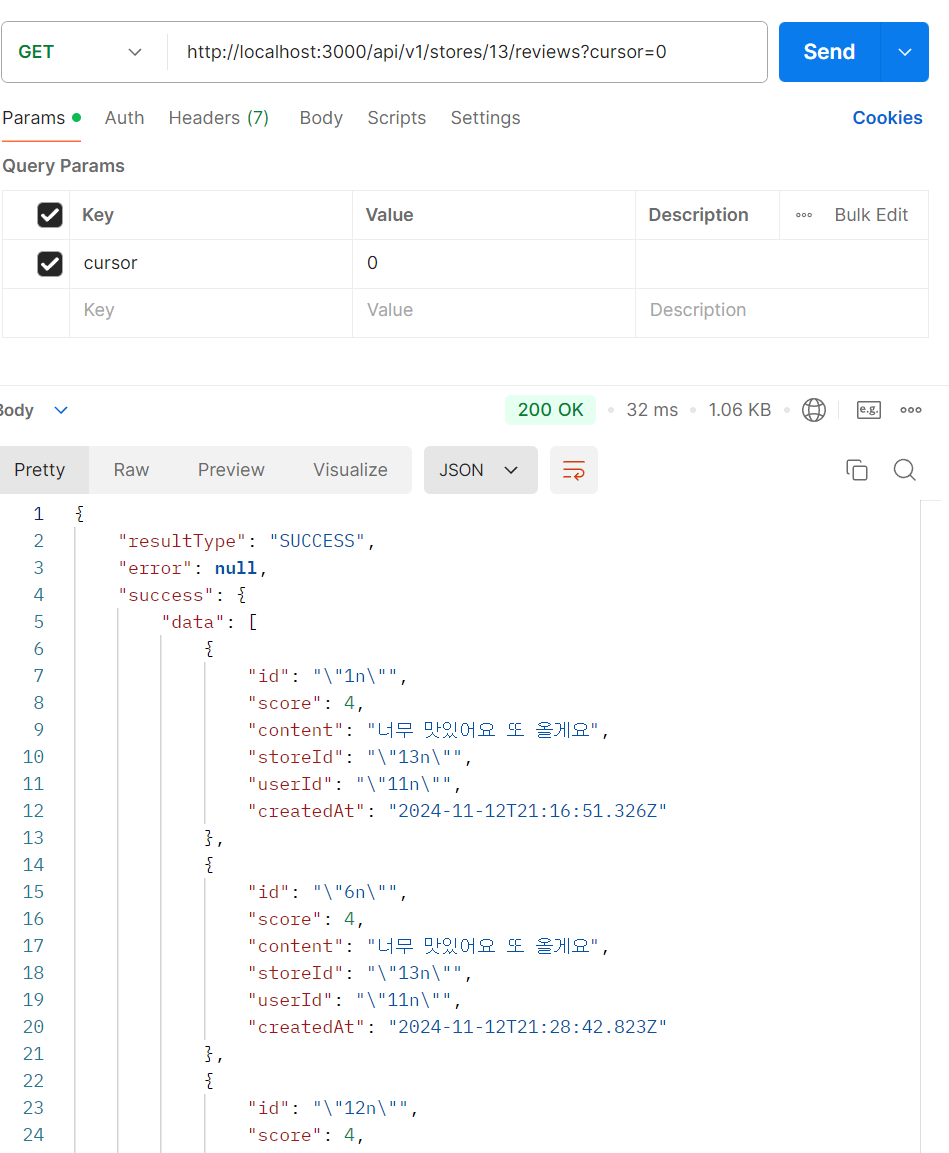 GET http://localhost:3000/api/v1/stores/13/reviews?cursor=0 Send
Params Auth Headers (7) Body Scripts Settings Cookies
Query Params
Key Value Description Bulk Edit
cursor 0
Key Value Description
Body 200 OK 32 ms 1.06 KB e.g.
Pretty Raw Preview Visualize JSON
1 {
2 "resultType": "SUCCESS",
3 "error": null,
4 "success": {
5 "data": [
6 {
7 "id": "\"1n\"",
8 "score": 4,
9 "content": "너무 맛있어요 또 올게요",
10 "storeId": "\"13n\"",
11 "userId": "\"11n\"",
12 "createdAt": "2024-11-12T21:16:51.326Z"
13 },
14 {
15 "id": "\"6n\"",
16 "score": 4,
17 "content": "너무 맛있어요 또 올게요",
18 "storeId": "\"13n\"",
19 "userId": "\"11n\"",
20 "createdAt": "2024-11-12T21:28:42.823Z"
21 },
22 {
23 "id": "\"12n\"",
24 "score": 4,